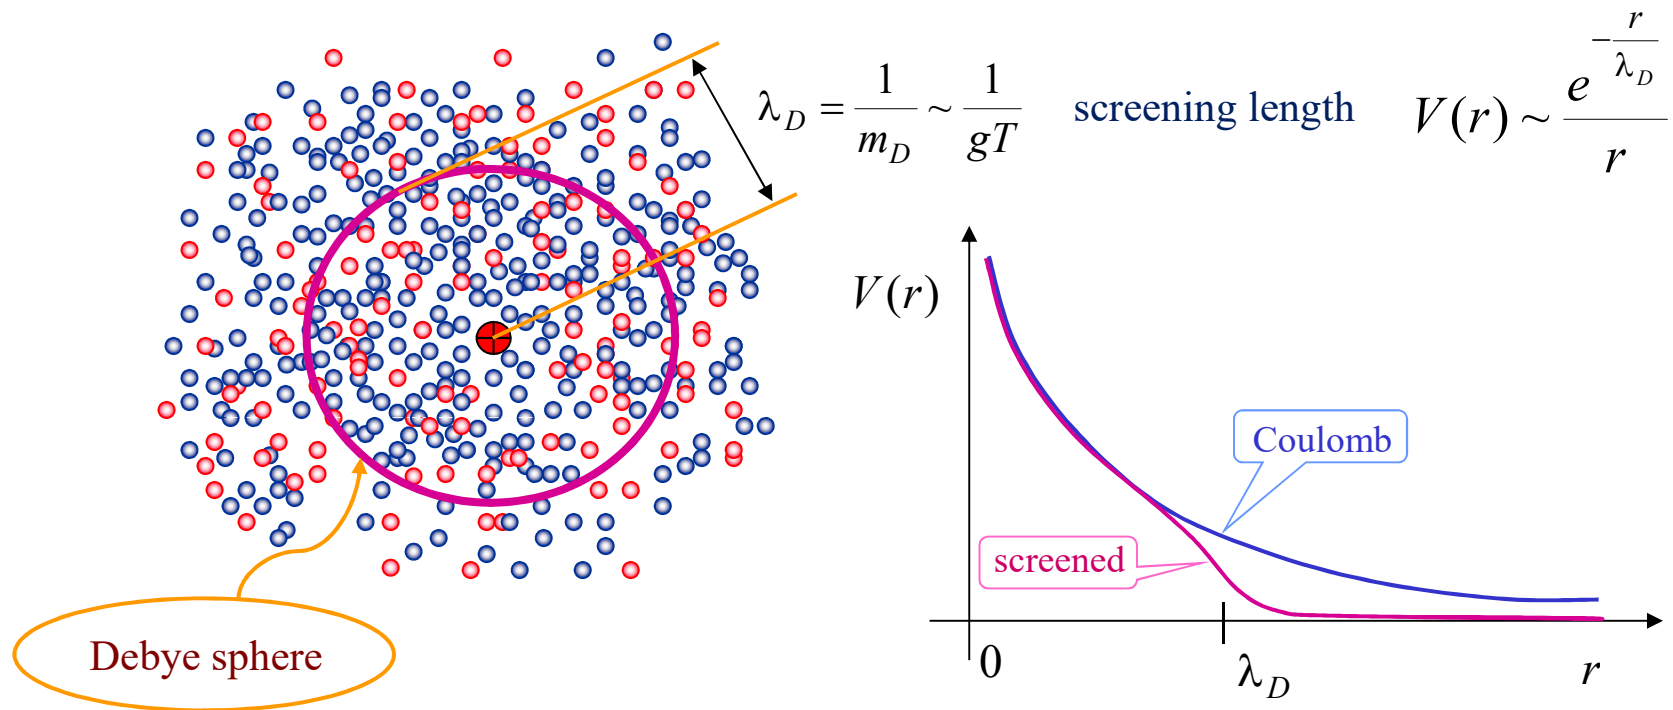 λ_D = 1/m_D ~ 1/gT
screening length
V(r) ~ e^{-r/λ_D}/r
V(r)
Coulomb
screened
0
λ_D
r
Debye sphere